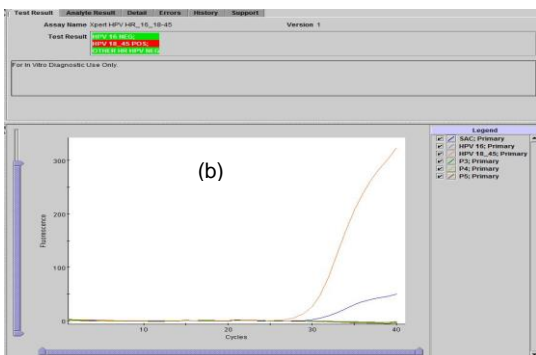 Test Result Analyte Result Detail Errors History Support
Assay Name Xpert HPV HR_16_18-45 Version 1
Test Result HPV 16 NEG;
HPV 18_45 POS;
OTHER HR HPV NEG
For In Vitro Diagnostic Use Only.
(b)
300
200
100
0
Fluorescence
10 20 30 40
Cycles
Legend
SAC; Primary
HPV 16; Primary
HPV 18_45; Primary
P3; Primary
P4; Primary
P5; Primary